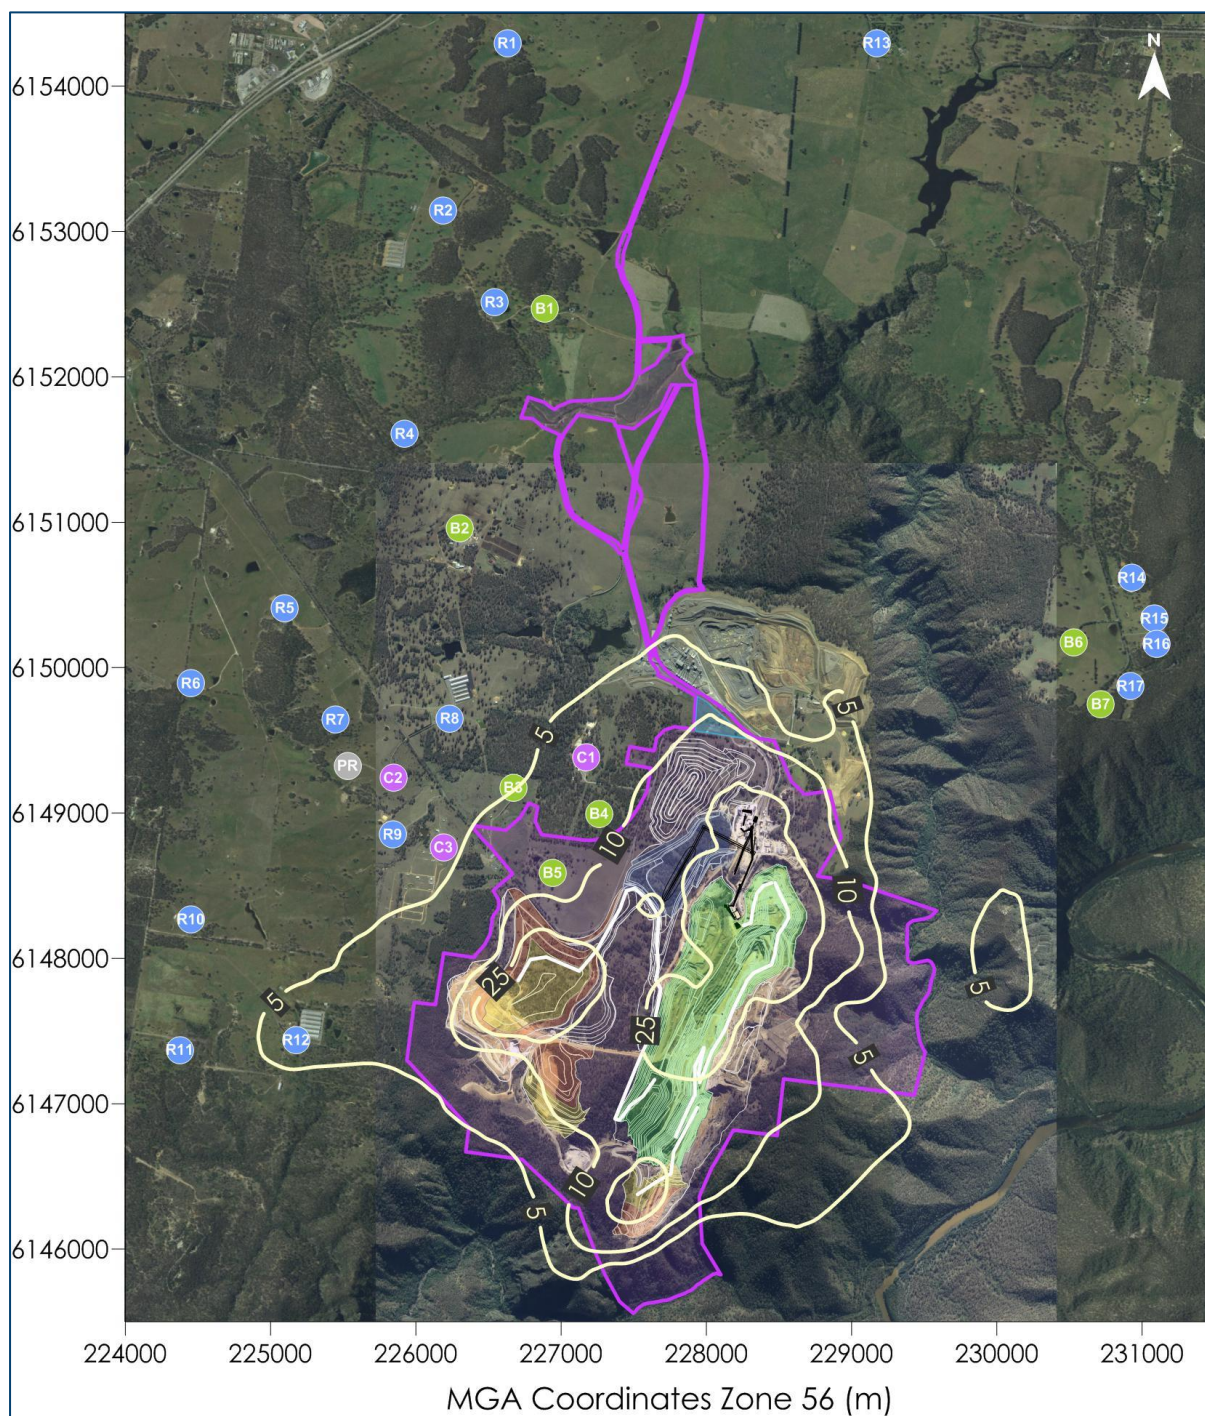 R1
R13
N
6154000
R2
6153000
R3
B1
6152000
R4
B2
6151000
R14
R5
R15
B6
R16
6150000
R6
R17
R7
R8
5
5
B7
PR
C2
C1
B3
6149000
B4
R9
C3
10
B5
10
R10
6148000
25
5
5
R12
25
R11
5
6147000
10
5
6146000
224000 225000 226000 227000 228000 229000 230000 231000
MGA Coordinates Zone 56 (m)